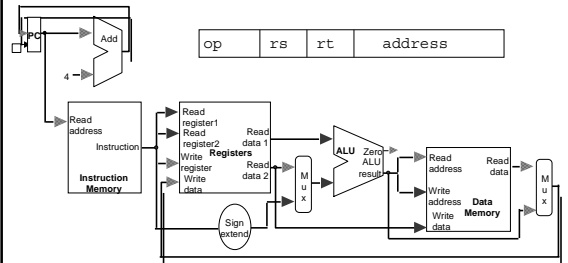 PC
Add
4
op rs rt address
Read
address
Instruction
Instruction
Memory
Read
register1
Read
register2
Write
register
Write
data
Registers
Read
data 1
Read
data 2
Sign
extend
M
u
x
ALU
Zero
ALU
result
Read
address
Write
address
Write
data
Read
data
Data
Memory
M
u
x